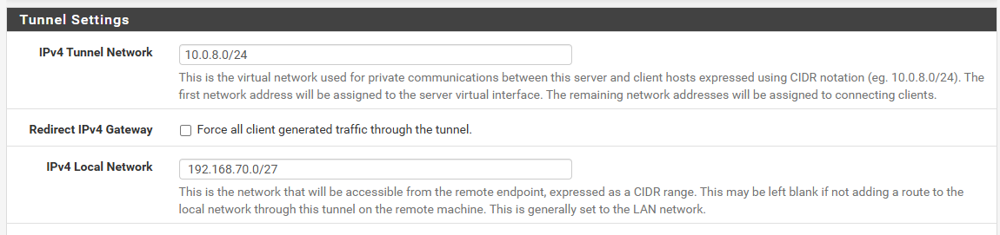 Tunnel Settings
IPv4 Tunnel Network
10.0.8.0/24
This is the virtual network used for private communications between this server and client hosts expressed using CIDR notation (eg. 10.0.8.0/24). The
first network address will be assigned to the server virtual interface. The remaining network addresses will be assigned to connecting clients.
Redirect IPv4 Gateway
Force all client generated traffic through the tunnel.
IPv4 Local Network
192.168.70.0/27
This is the network that will be accessible from the remote endpoint, expressed as a CIDR range. This may be left blank if not adding a route to the
local network through this tunnel on the remote machine. This is generally set to the LAN network.